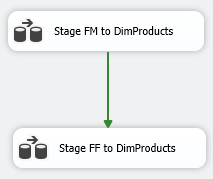 Stage FM to DimProducts
Stage FF to DimProducts